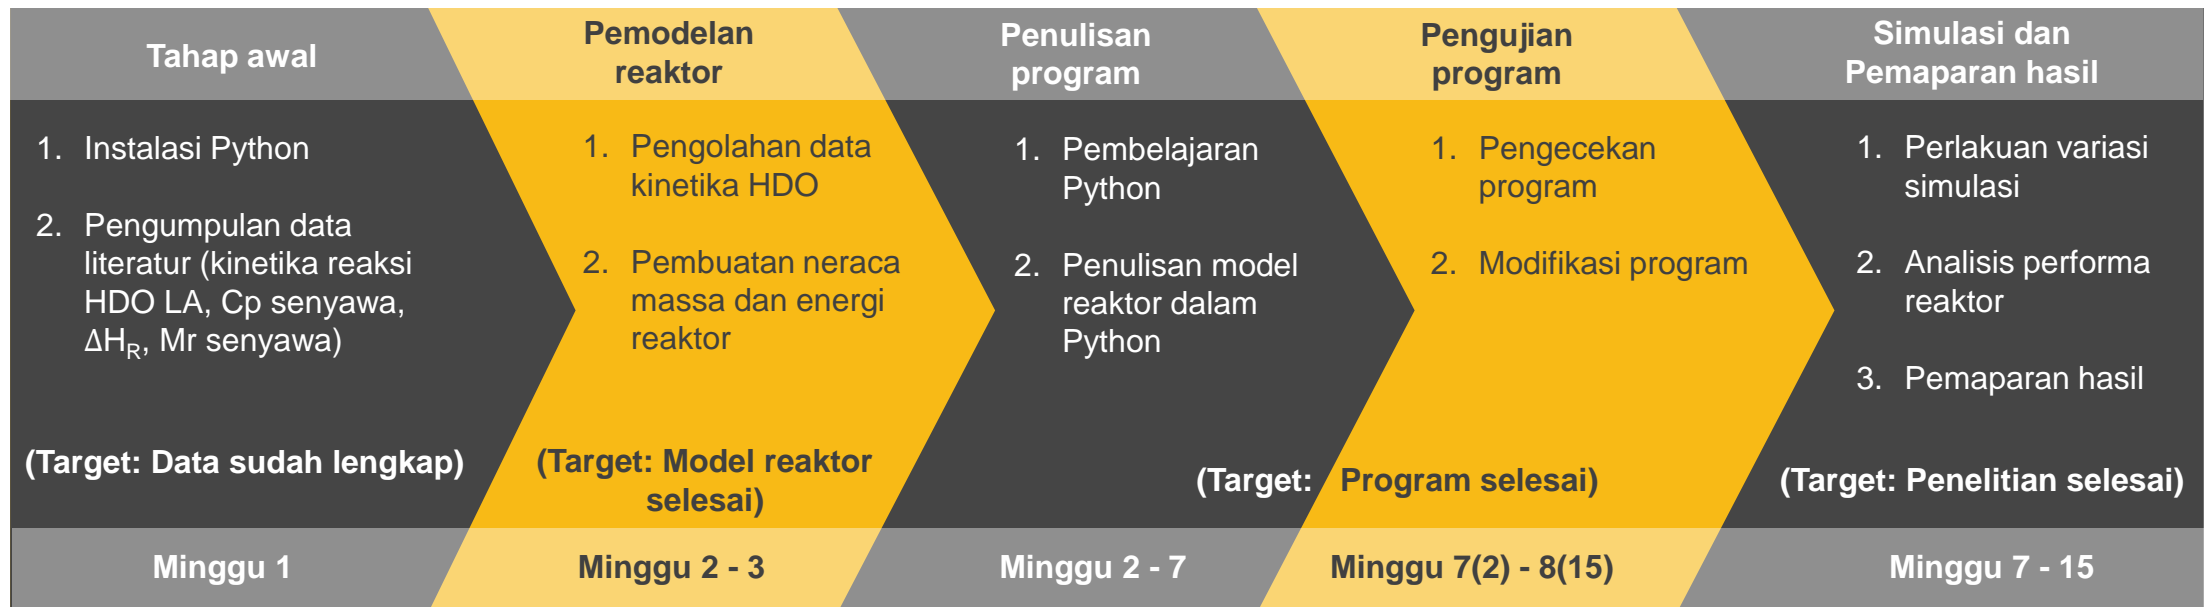 Tahap awal
1. Instalasi Python
2. Pengumpulan data
literatur (kinetika reaksi
HDO LA, Cp senyawa,
ΔH_R, Mr senyawa)
(Target: Data sudah lengkap)
Minggu 1
Pemodelan
reaktor
1. Pengolahan data
kinetika HDO
2. Pembuatan neraca
massa dan energi
reaktor
(Target: Model reaktor
selesai)
Minggu 2 - 3
Penulisan
program
1. Pembelajaran
Python
2. Penulisan model
reaktor dalam
Python
Minggu 2 - 7
Pengujian
program
1. Pengecekan
program
2. Modifikasi program
(Target: Program selesai)
Minggu 7(2) - 8(15)
Simulasi dan
Pemaparan hasil
1. Perlakuan variasi
simulasi
2. Analisis performa
reaktor
3. Pemaparan hasil
(Target: Penelitian selesai)
Minggu 7 - 15